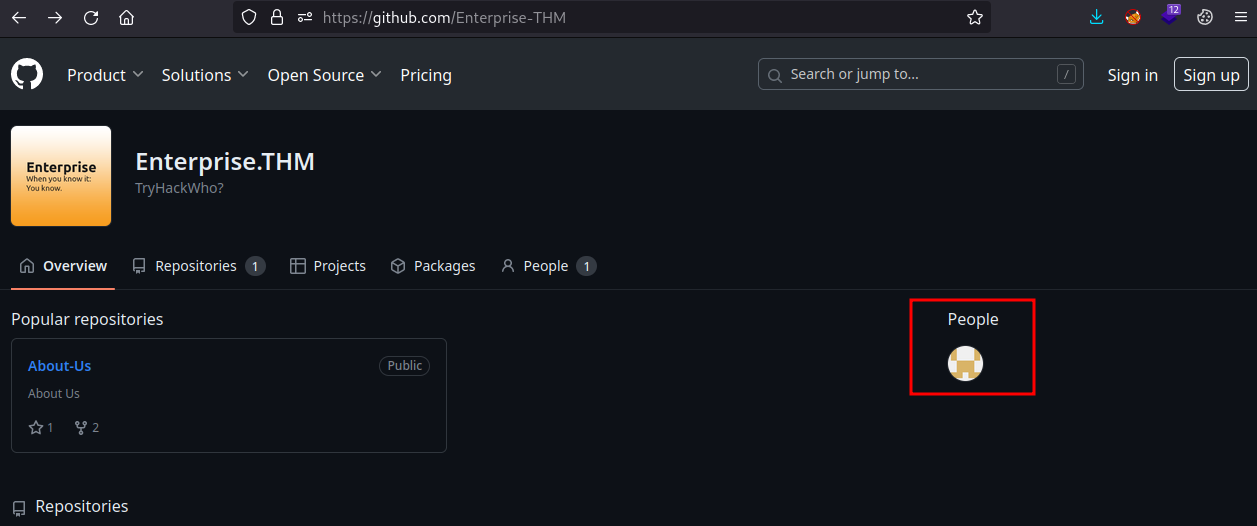 https://github.com/Enterprise-THM
12
Product
Solutions
Open Source
Pricing
Search or jump to...
/
Sign in
Sign up
Enterprise
When you know it:
You know.
Enterprise.THM
TryHackWho?
Overview
Repositories 1
Projects
Packages
People 1
Popular repositories
People
About-Us
Public
About Us
1
2
Repositories